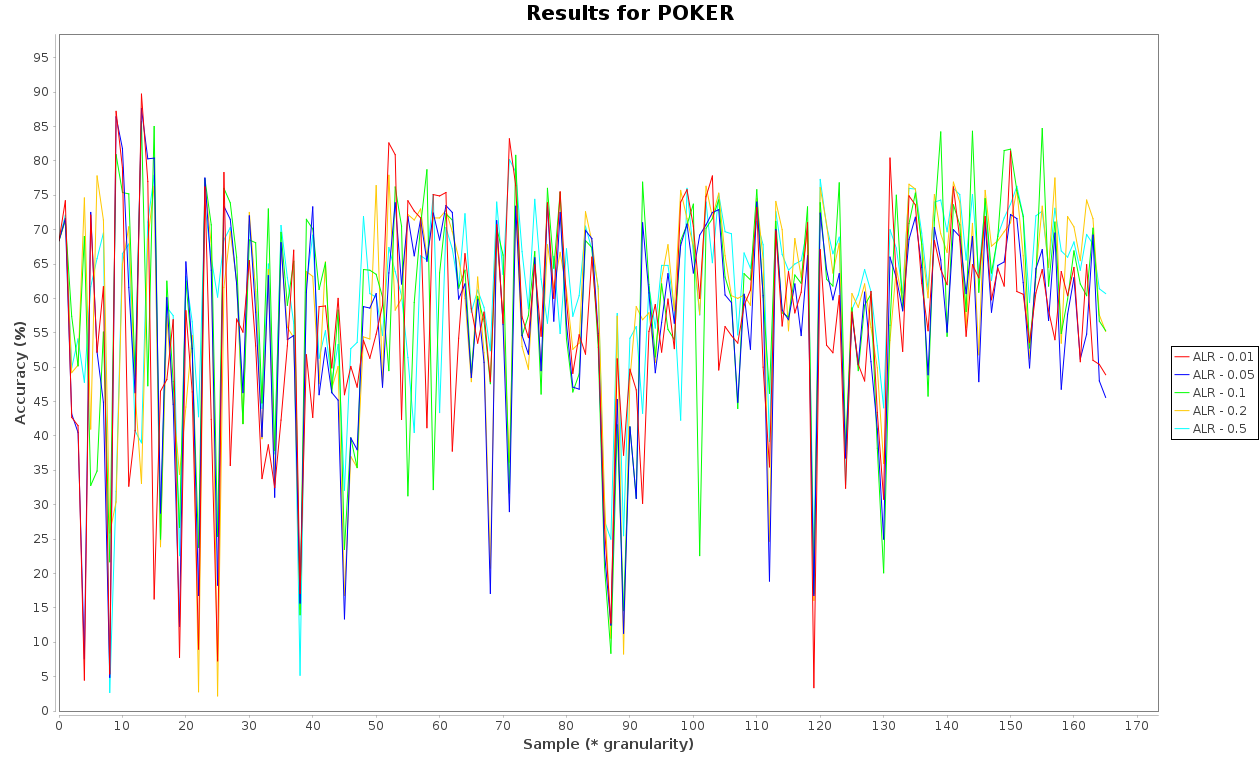 Results for POKER
Accuracy (%)
95
90
85
80
75
70
65
60
55
50
45
40
35
30
25
20
15
10
5
0
0 10 20 30 40 50 60 70 80 90 100 110 120 130 140 150 160 170
Sample (* granularity)
ALR - 0.01
ALR - 0.05
ALR - 0.1
ALR - 0.2
ALR - 0.5